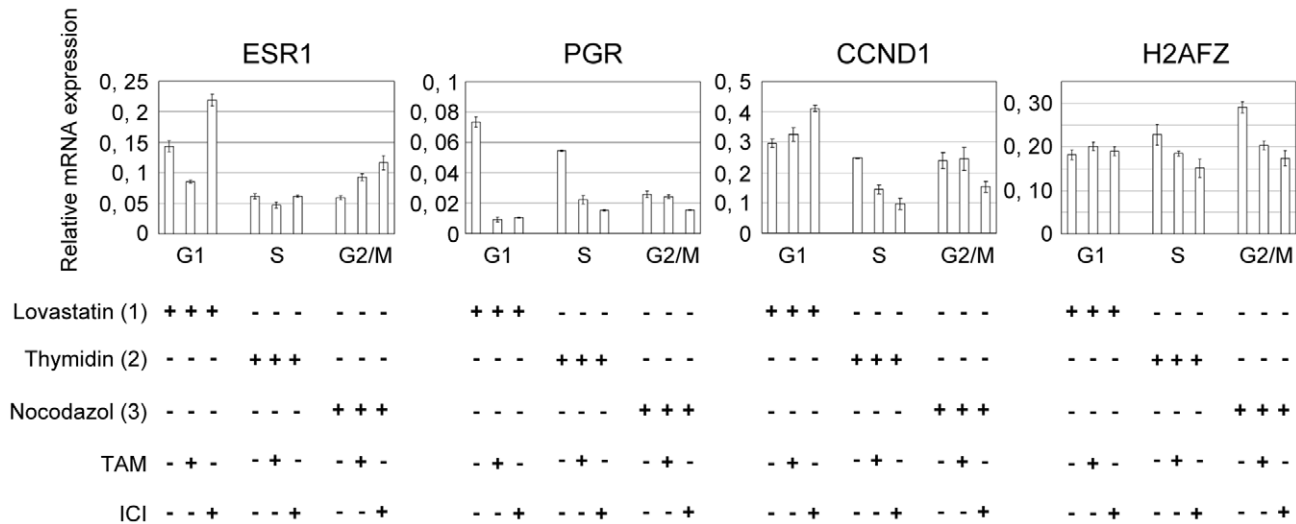 ESR1 PGR CCND1 H2AFZ
Relative mRNA expression
0, 25
0, 2
0, 15
0, 1
0, 05
0
G1 S G2/M
0, 1
0, 08
0, 06
0, 04
0, 02
0
G1 S G2/M
0, 5
0, 4
0, 3
0, 2
0, 1
0
G1 S G2/M
0, 30
0, 20
0, 10
0
G1 S G2/M
Lovastatin (1) + + + - - - - - - + + + - - - - - - + + + - - - - - - + + + - - - - - -
Thymidin (2) - - - + + + - - - - - - + + + - - - - - - + + + - - - - - - + + + - - -
Nocodazol (3) - - - - - - + + + - - - - - - + + + - - - - - - + + + - - - - - - + + +
TAM - + - - + - - + - - + - - + - - + - - + - - + - - + - - + - - + - - + -
ICI - - + - - + - - + - - + - - + - - + - - + - - + - - + - - + - - + - - +